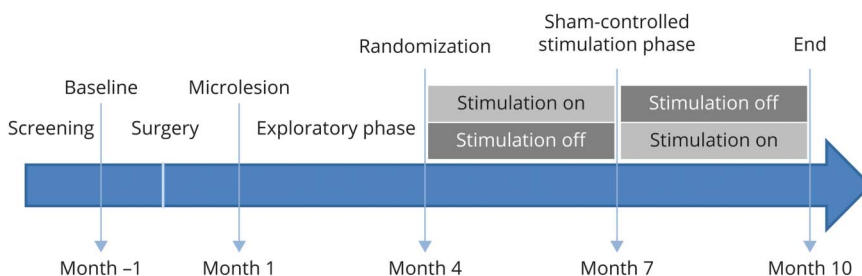 Sham-controlled
Randomization stimulation phase End
Baseline Microlesion
Stimulation on Stimulation off
Screening Surgery Exploratory phase
Stimulation off Stimulation on
Month –1 Month 1 Month 4 Month 7 Month 10